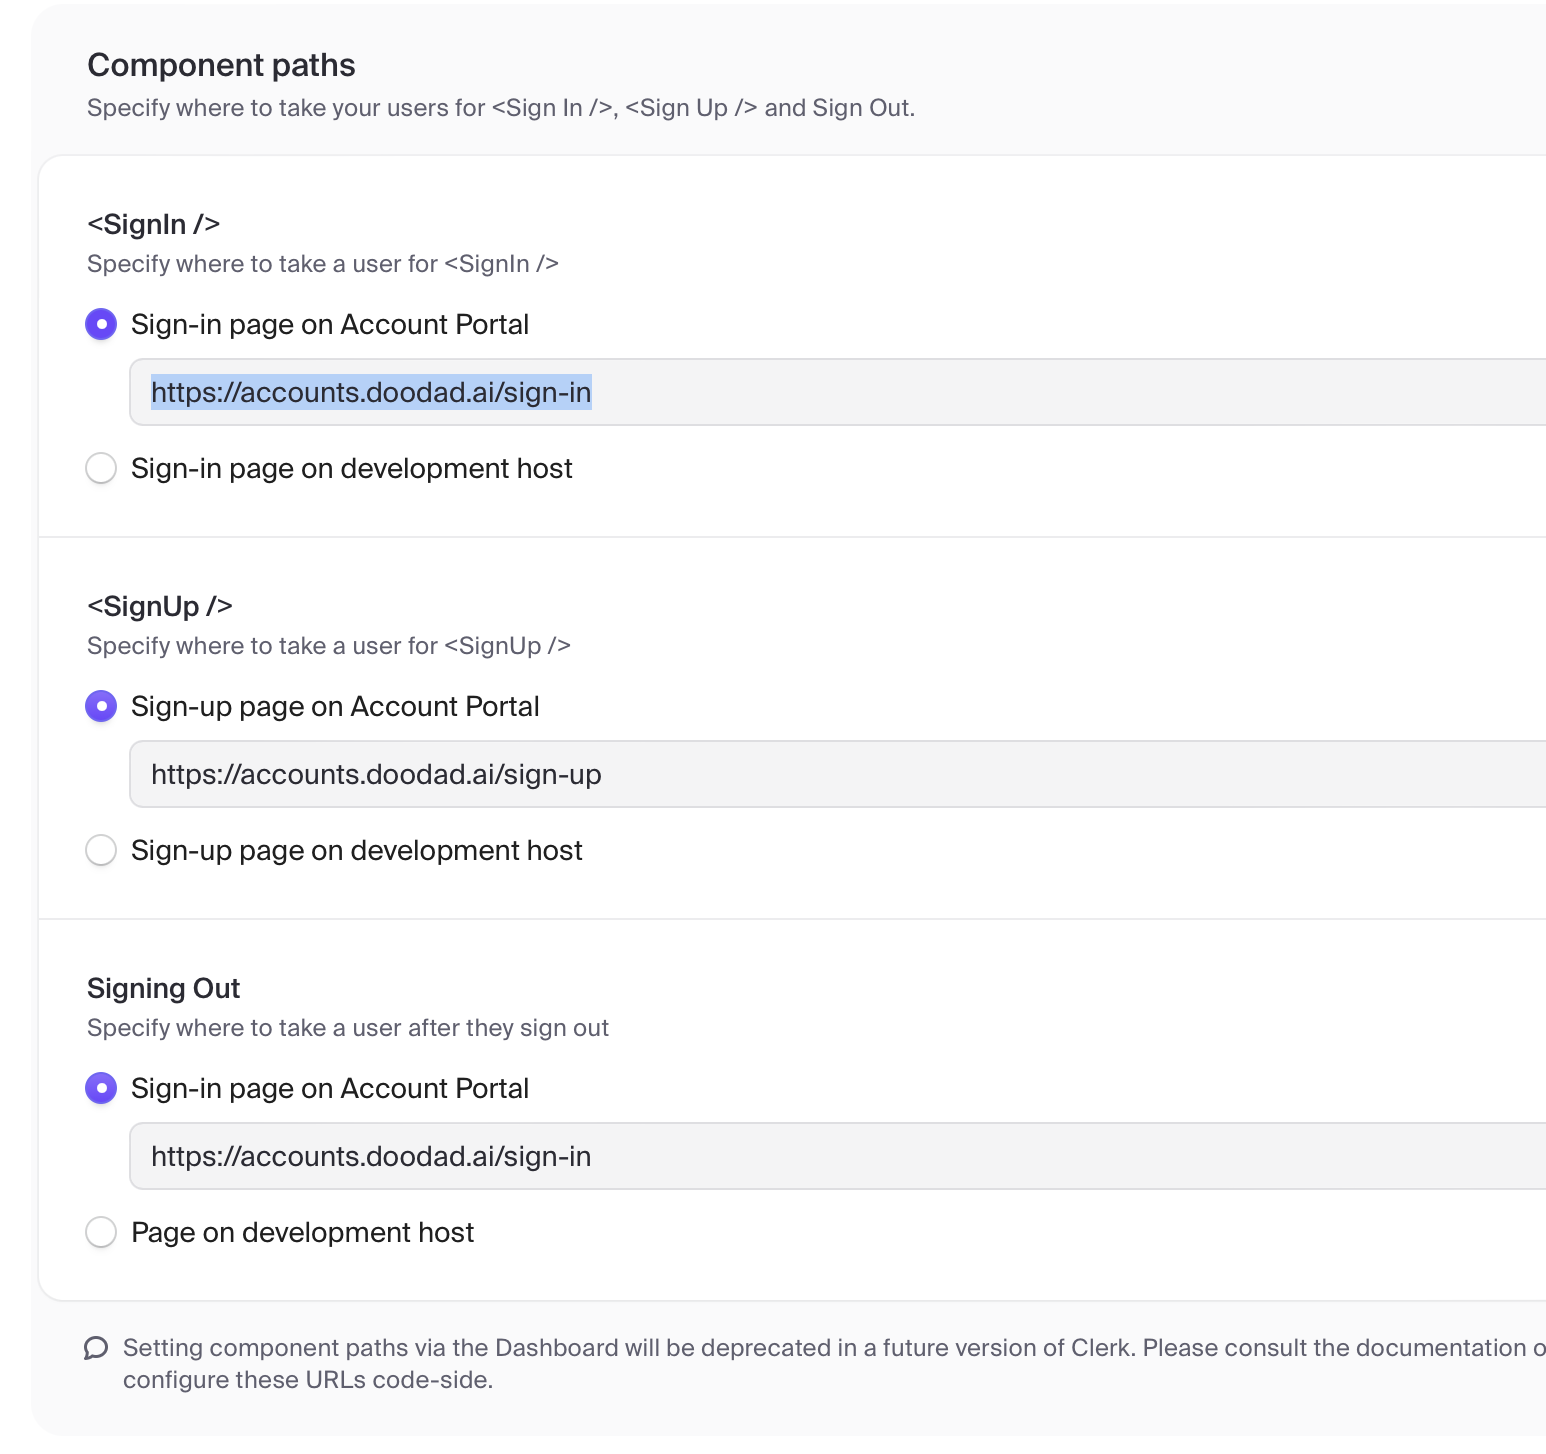 Component paths
Specify where to take your users for <Sign In />, <Sign Up /> and Sign Out.
<SignIn />
Specify where to take a user for <SignIn />
Sign-in page on Account Portal
https://accounts.doodad.ai/sign-in
Sign-in page on development host
<SignUp />
Specify where to take a user for <SignUp />
Sign-up page on Account Portal
https://accounts.doodad.ai/sign-up
Sign-up page on development host
Signing Out
Specify where to take a user after they sign out
Sign-in page on Account Portal
https://accounts.doodad.ai/sign-in
Page on development host
Setting component paths via the Dashboard will be deprecated in a future version of Clerk. Please consult the documentation
configure these URLs code-side.